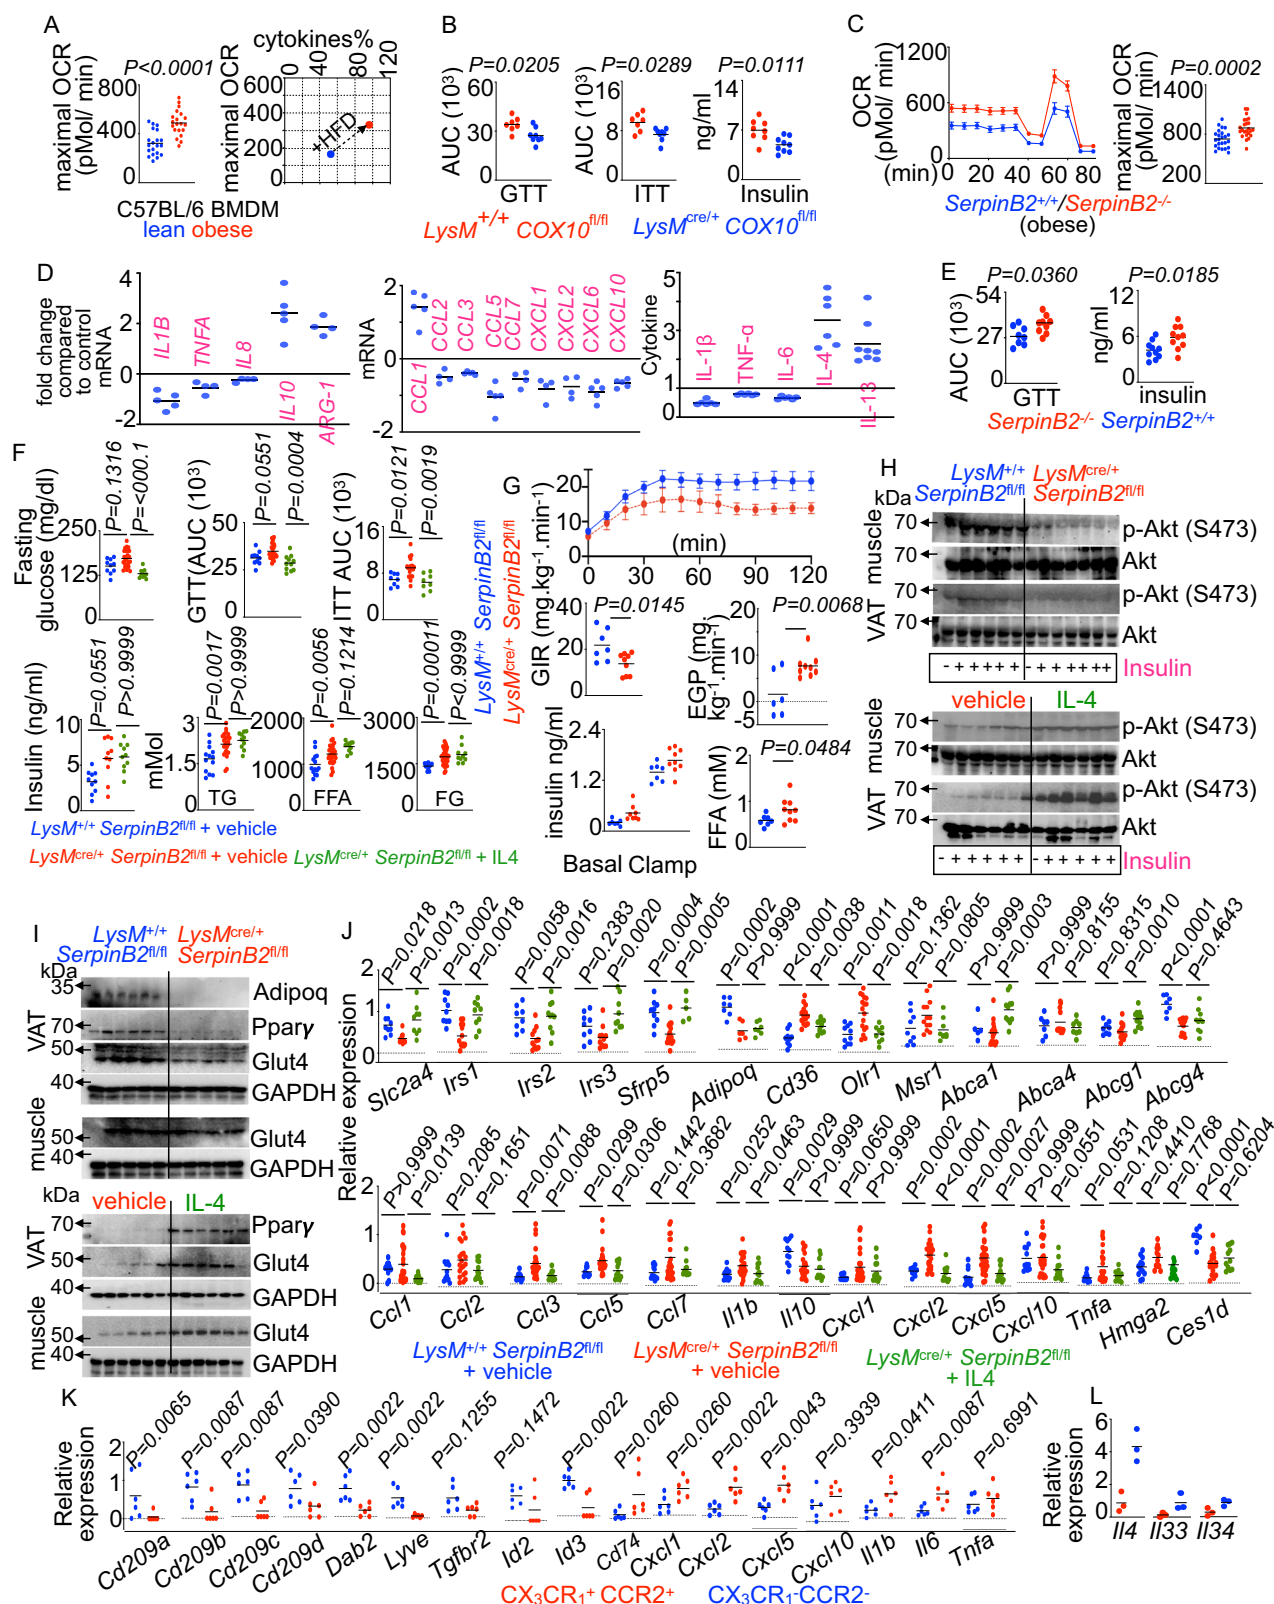 A
P<0.0001
maximal OCR
(pMol/ min)
800
400
0
C57BL/6 BMDM
lean obese
cytokines%
0 40 80 120
maximal OCR
600
400
200
0
+HFD
B
P=0.0205
AUC (10³)
60
30
0
GTT
P=0.0289
AUC (10³)
16
8
0
ITT
P=0.0111
ng/ml
14
7
0
Insulin
LysM+/+ COX10fl/fl
LysMcre/+ COX10fl/fl
C
OCR
(pMol/ min)
1200
600
0
(min)
0 20 40 60 80
SerpinB2+/+/SerpinB2-/-
(obese)
P=0.0002
maximal OCR
(pMol/ min)
1400
800
200
D
fold change
compared
to control
mRNA
4
2
0
-2
IL1B
TNFA
IL8
IL10
ARG-1
mRNA
2
0
-2
CCL1
CCL2
CCL3
CCL5
CCL7
CXCL1
CXCL2
CXCL6
CXCL10
Cytokine
5
3
1
0
IL-1β
TNF-α
IL-6
IL-4
IL-13
E
P=0.0360
AUC (10³)
54
27
0
GTT
P=0.0185
ng/ml
12
6
0
insulin
SerpinB2-/- SerpinB2+/+
F
Fasting
glucose (mg/dl)
P=0.1316
P=<000.1
250
125
0
GTT(AUC (10³)
P=0.0551
P=0.0004
50
25
0
ITT AUC (10³)
P=0.0121
P=0.0019
16
8
0
Insulin (ng/ml)
P=0.0551
P>0.9999
10
5
0
mMol
P=0.0017
P>0.9999
3
1.5
0
TG
P=0.0056
P=0.1214
2000
1000
0
FFA
P=0.00011
P<0.9999
3000
1500
0
FG
LysM+/+ SerpinB2fl/fl + vehicle
LysMcre/+ SerpinB2fl/fl + vehicle LysMcre/+ SerpinB2fl/fl + IL4
G
LysM+/+ SerpinB2fl/fl
LysMcre/+ SerpinB2fl/fl
20
10
0
(min)
0 30 60 90 120
GIR (mg.kg⁻¹.min⁻¹)
P=0.0145
40
20
0
EGP (mg.
kg⁻¹.min⁻¹)
P=0.0068
20
10
0
-5
insulin ng/ml
2.4
1.2
0
Basal Clamp
FFA (mM)
P=0.0484
2
1
0
H
LysM+/+ LysMcre/+
SerpinB2fl/fl SerpinB2fl/fl
kDa
muscle
70
p-Akt (S473)
70
Akt
VAT
70
p-Akt (S473)
70
Akt
- + + + + + - + + + + +
Insulin
vehicle IL-4
muscle
70
p-Akt (S473)
70
Akt
VAT
70
p-Akt (S473)
70
Akt
- + + + + + - + + + + +
Insulin
I
LysM+/+ LysMcre/+
SerpinB2fl/fl SerpinB2fl/fl
kDa
VAT
35
Adipoq
70
Pparγ
50
Glut4
40
GAPDH
muscle
50
Glut4
40
GAPDH
kDa
vehicle IL-4
VAT
70
Pparγ
50
Glut4
40
GAPDH
muscle
50
Glut4
40
GAPDH
J
Relative expression
P=0.0218
P=0.0013
P=0.0002
P=0.0018
P=0.0058
P=0.0016
P=0.2383
P=0.0020
P=0.0004
P=0.0005
P=0.0002
P>0.9999
P<0.0001
P=0.0038
P=0.0011
P=0.0018
P=0.1362
P=0.0805
P>0.9999
P=0.0003
P>0.9999
P=0.8155
P=0.8315
P=0.0010
P<0.0001
P=0.4643
2
1
0
Slc2a4
Irs1
Irs2
Irs3
Sfrp5
Adipoq
Cd36
Olr1
Msr1
Abca1
Abca4
Abcg1
Abcg4
P>0.9999
P=0.0139
P=0.2085
P=0.1651
P=0.0071
P=0.0088
P=0.0299
P=0.0306
P=0.1442
P=0.3682
P=0.0252
P=0.0463
P=0.0029
P>0.9999
P=0.0650
P>0.9999
P=0.0002
P<0.0001
P=0.0002
P=0.0027
P>0.9999
P=0.0551
P=0.0531
P=0.1208
P=0.4410
P=0.7768
P<0.0001
P=0.6204
2
1
0
Ccl1
Ccl2
Ccl3
Ccl5
Ccl7
Il1b
Il10
Cxcl1
Cxcl2
Cxcl5
Cxcl10
Tnfa
Hmga2
Ces1d
LysM+/+ SerpinB2fl/fl
+ vehicle
LysMcre/+ SerpinB2fl/fl
+ vehicle
LysMcre/+ SerpinB2fl/fl
+ IL4
K
Relative
expression
P=0.0065
P=0.0087
P=0.0087
P=0.0390
P=0.0022
P=0.0022
P=0.1255
P=0.1472
P=0.0022
P=0.0260
P=0.0260
P=0.0022
P=0.0043
P=0.3939
P=0.0411
P=0.0087
P=0.6991
2
1
0
Cd209a
Cd209b
Cd209c
Cd209d
Dab2
Lyve
Tgfbr2
Id2
Id3
Cd74
Cxcl1
Cxcl2
Cxcl5
Cxcl10
Il1b
Il6
Tnfa
CX₃CR₁⁺ CCR2⁺ CX₃CR₁⁻CCR2⁻
L
Relative
expression
6
4
2
0
Il4
Il33
Il34